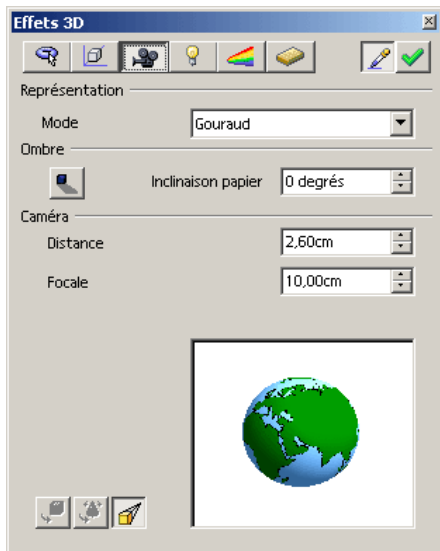 Effets 3D
Représentation
Mode Gouraud
Ombre
Inclinaison papier 0 degrés
Caméra
Distance 2,60cm
Focale 10,00cm